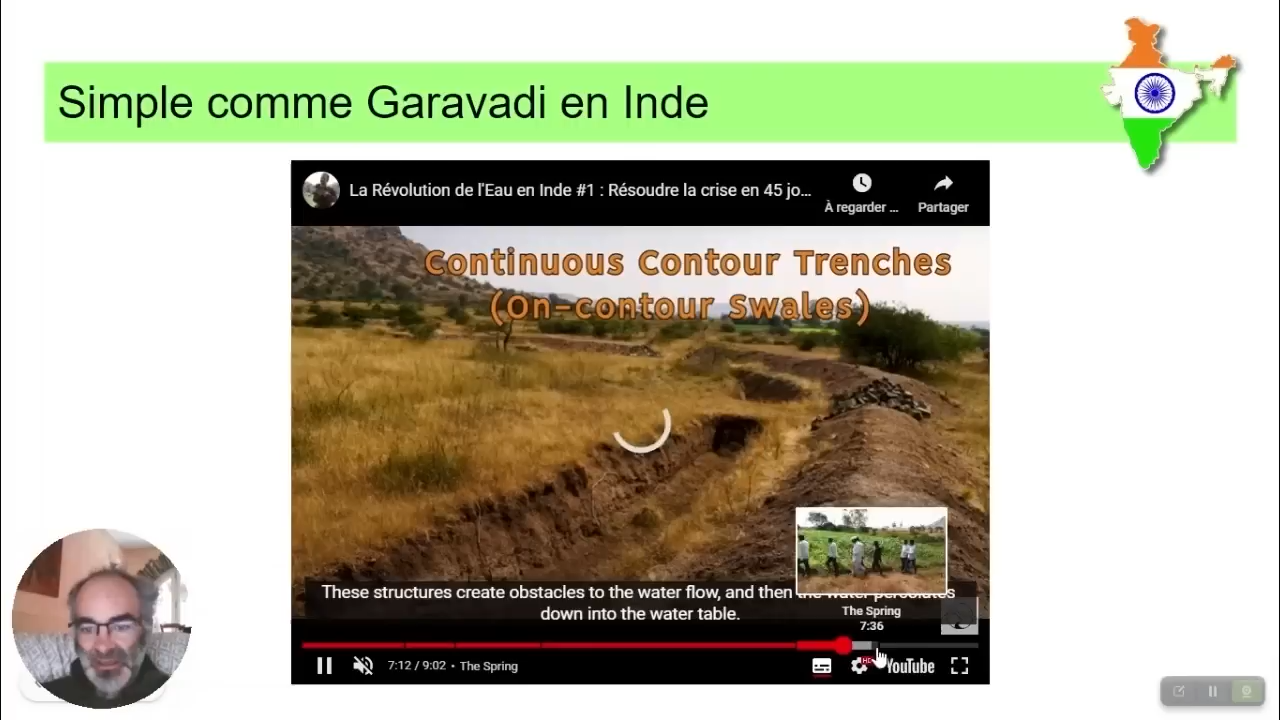 Simple comme Garavadi en Inde
La Révolution de l'Eau en Inde #1 : Résoudre la crise en 45 jo...
À regarder ...
Partager
Continuous Contour Trenches
(On-contour Swales)
These structures create obstacles to the water flow, and then the water percolates
down into the water table.
The Spring
7:36
7:12 / 9:02 • The Spring
HD
YouTube